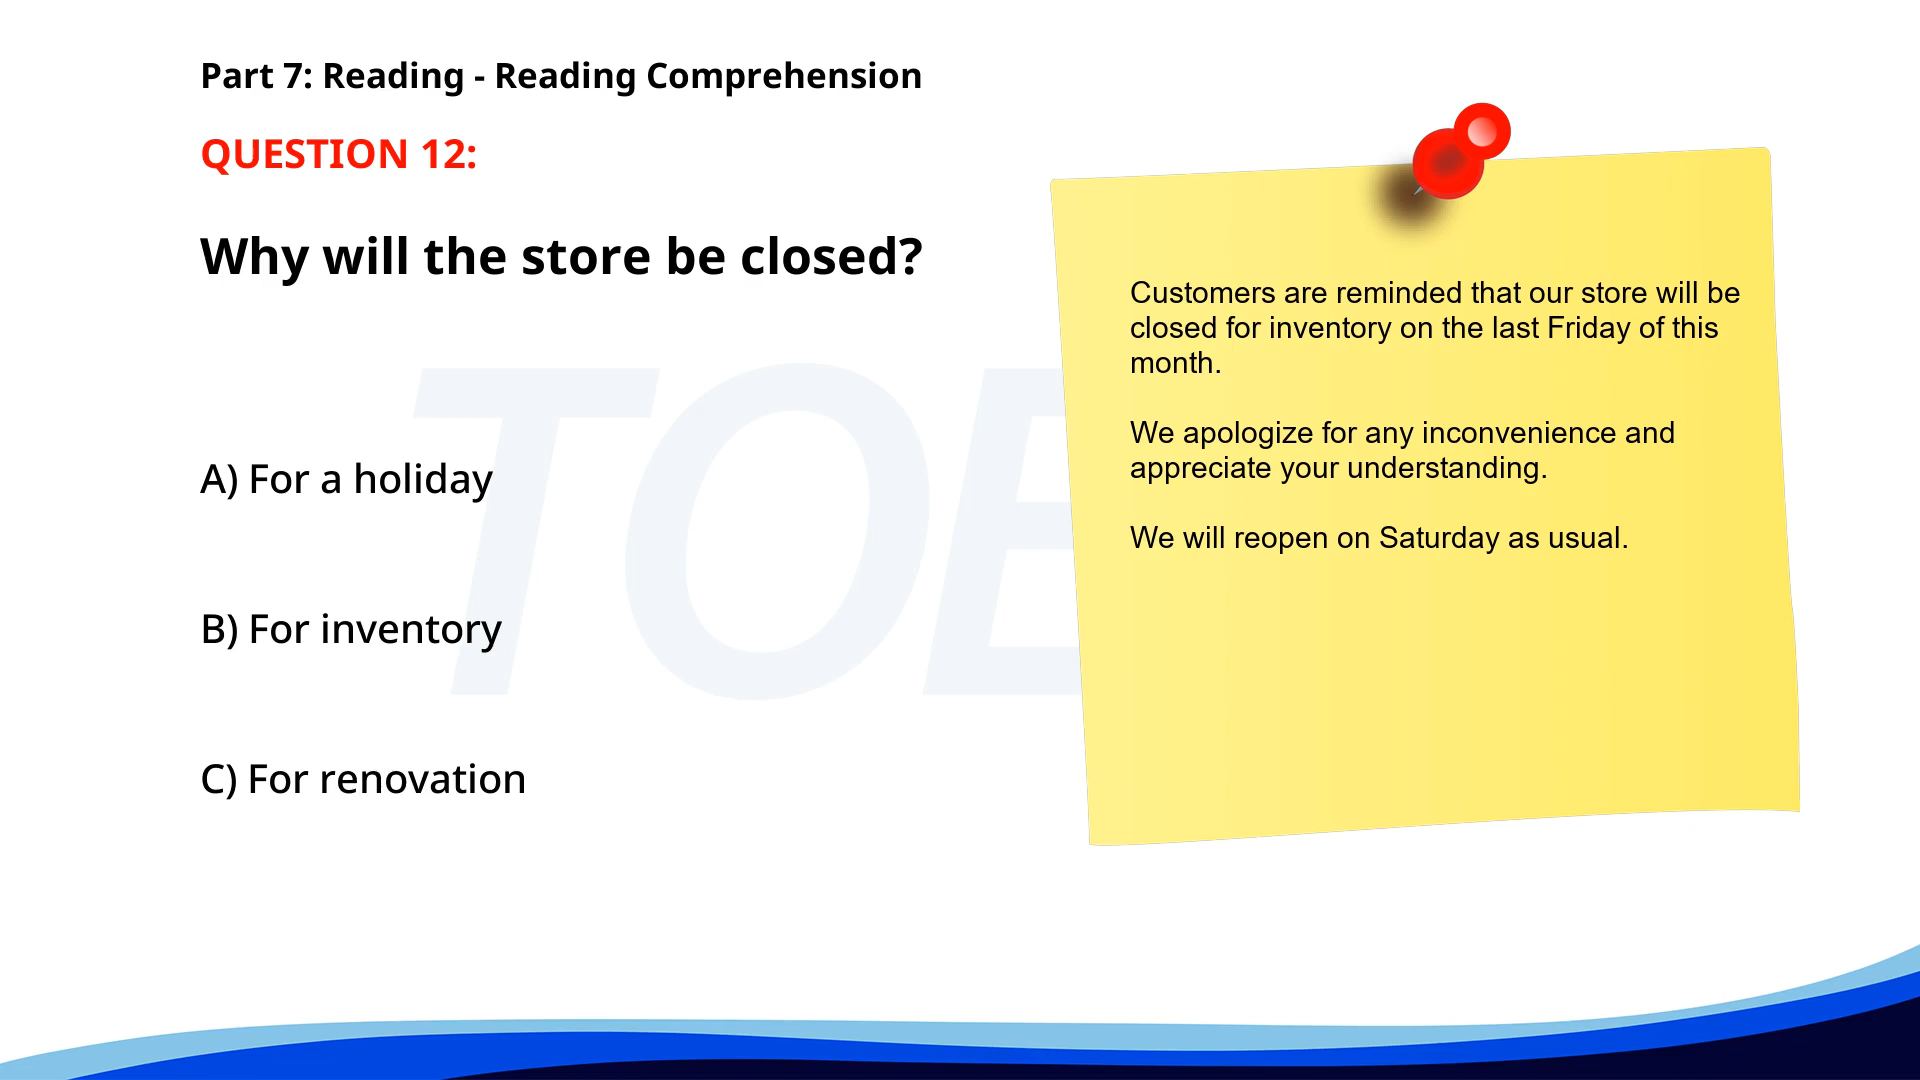 Part 7: Reading - Reading Comprehension
QUESTION 12:
Why will the store be closed?
A) For a holiday
B) For inventory
C) For renovation
Customers are reminded that our store will be
closed for inventory on the last Friday of this
month.
We apologize for any inconvenience and
appreciate your understanding.
We will reopen on Saturday as usual.
TOE